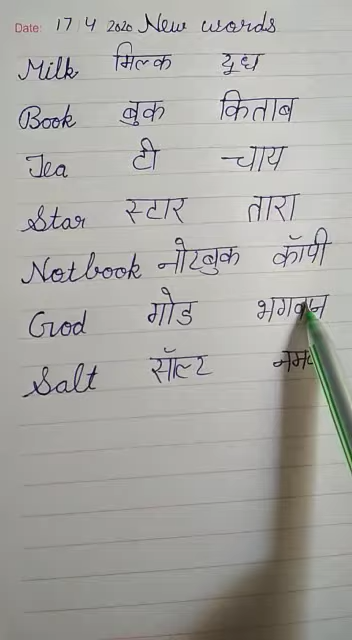 Date: 17 4 2020 New words
Milk मिल्क दूध
Book बुक किताब
Tea टी चाय
Star स्टार तारा
Notbook नोटबुक कॉपी
God गोड भगवान
Salt सॉल्ट